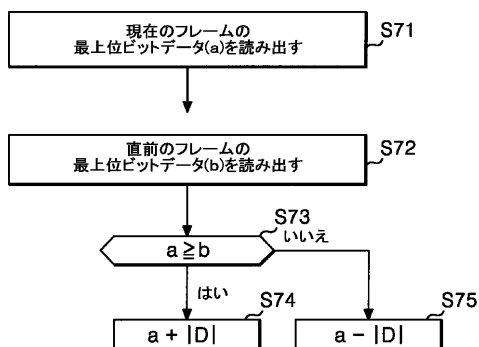 現在のフレームの
最上位ビットデータ(a)を読み出す
S71
直前のフレームの
最上位ビットデータ(b)を読み出す
S72
S73
a≧b
いいえ
はい
S74
a + |D|
S75
a - |D|